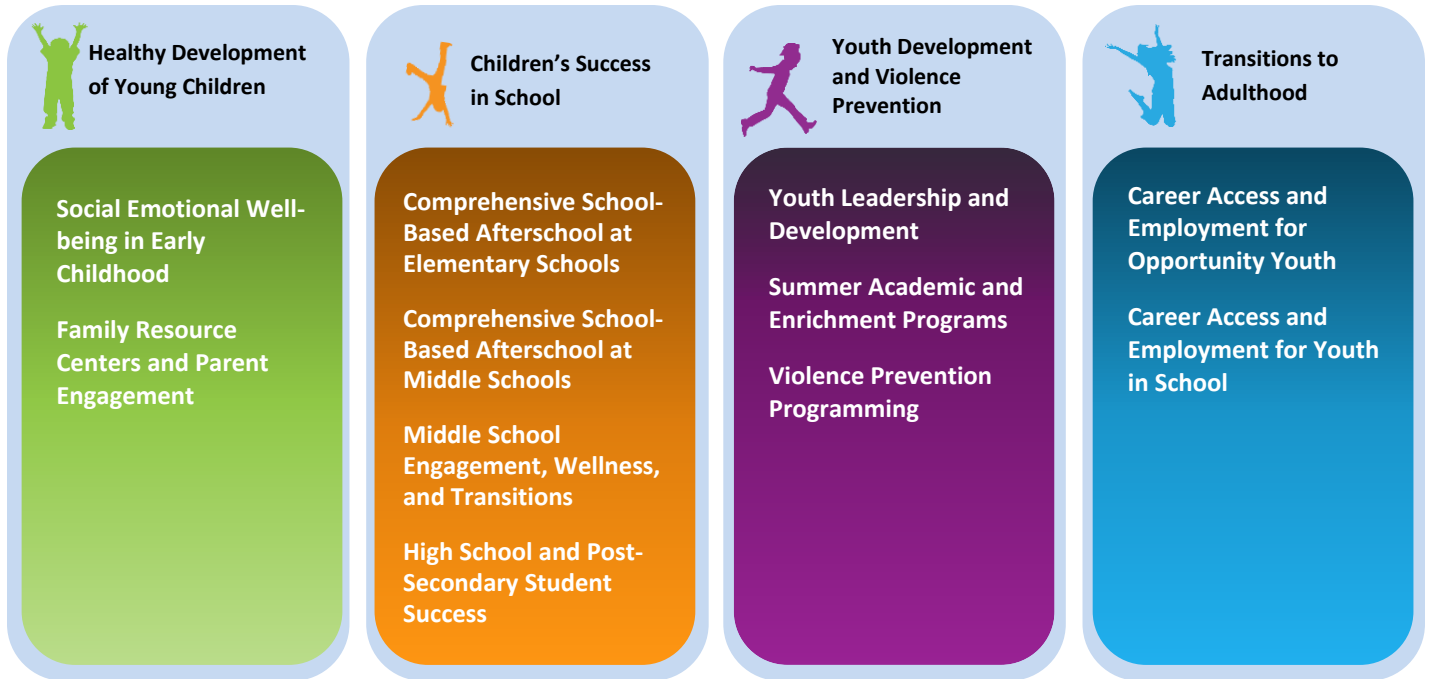 Healthy Development
of Young Children
Social Emotional Well-
being in Early
Childhood
Family Resource
Centers and Parent
Engagement
Children’s Success
in School
Comprehensive School-
Based Afterschool at
Elementary Schools
Comprehensive School-
Based Afterschool at
Middle Schools
Middle School
Engagement, Wellness,
and Transitions
High School and Post-
Secondary Student
Success
Youth Development
and Violence
Prevention
Youth Leadership and
Development
Summer Academic and
Enrichment Programs
Violence Prevention
Programming
Transitions to
Adulthood
Career Access and
Employment for
Opportunity Youth
Career Access and
Employment for Youth
in School